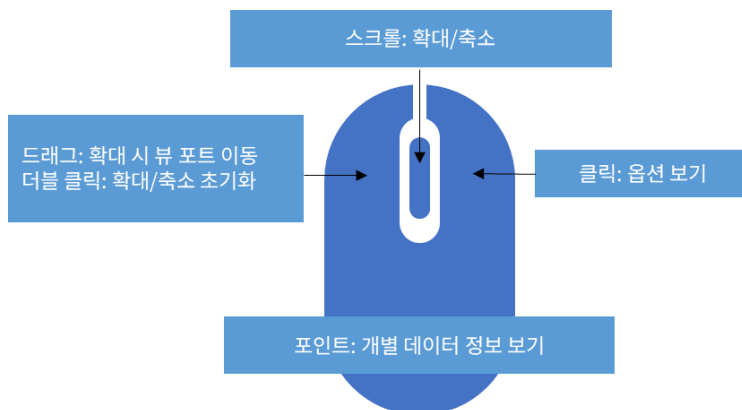 스크롤: 확대/축소
드래그: 확대 시 뷰 포트 이동
더블 클릭: 확대/축소 초기화
클릭: 옵션 보기
포인트: 개별 데이터 정보 보기